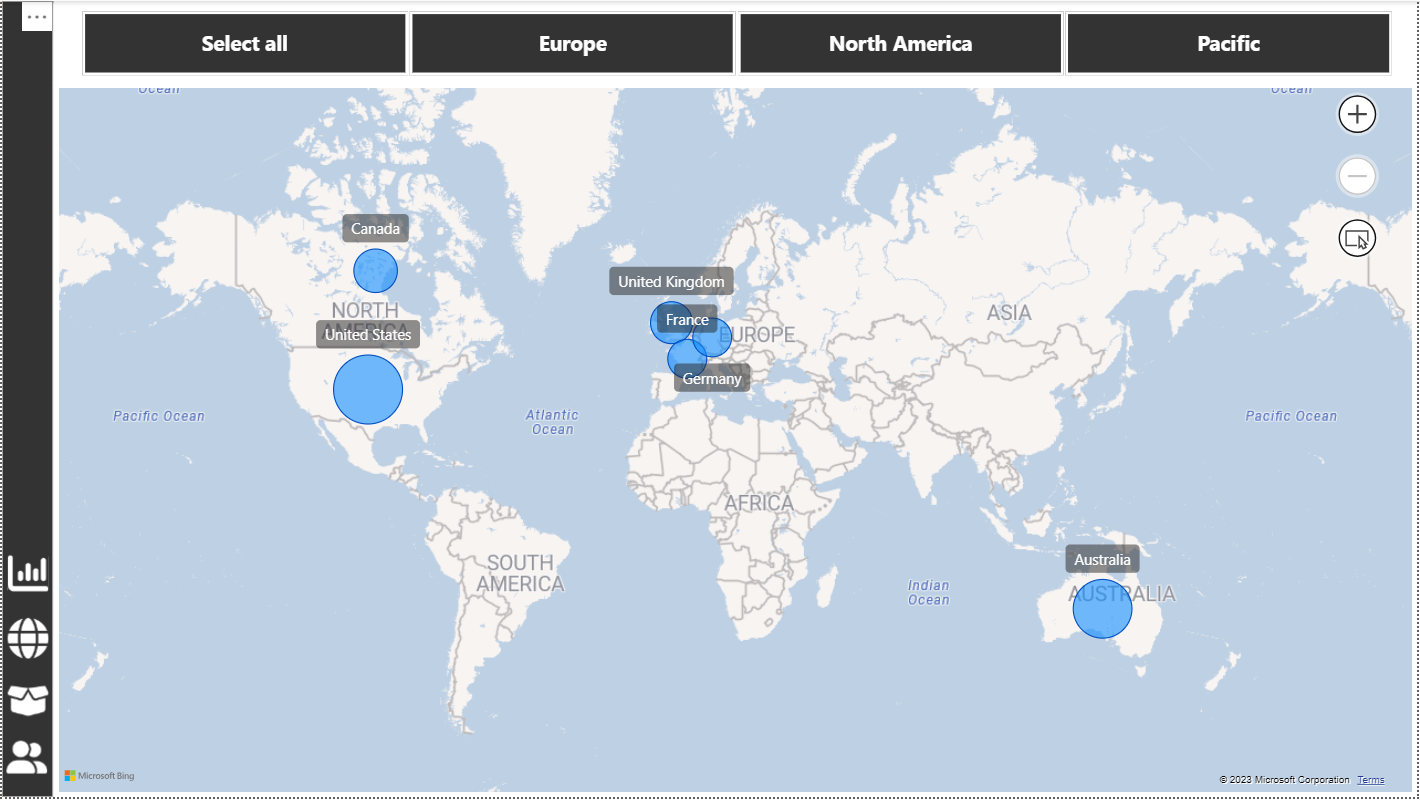 ...
Select all
Europe
North America
Pacific
Ocean
Ocean
Canada
NORTH
AMERICA
United States
United Kingdom
France
EUROPE
Germany
ASIA
Pacific Ocean
Atlantic
Ocean
Pacific Ocean
AFRICA
SOUTH
AMERICA
Indian
Ocean
Australia
AUSTRALIA
Microsoft Bing
© 2023 Microsoft Corporation Terms